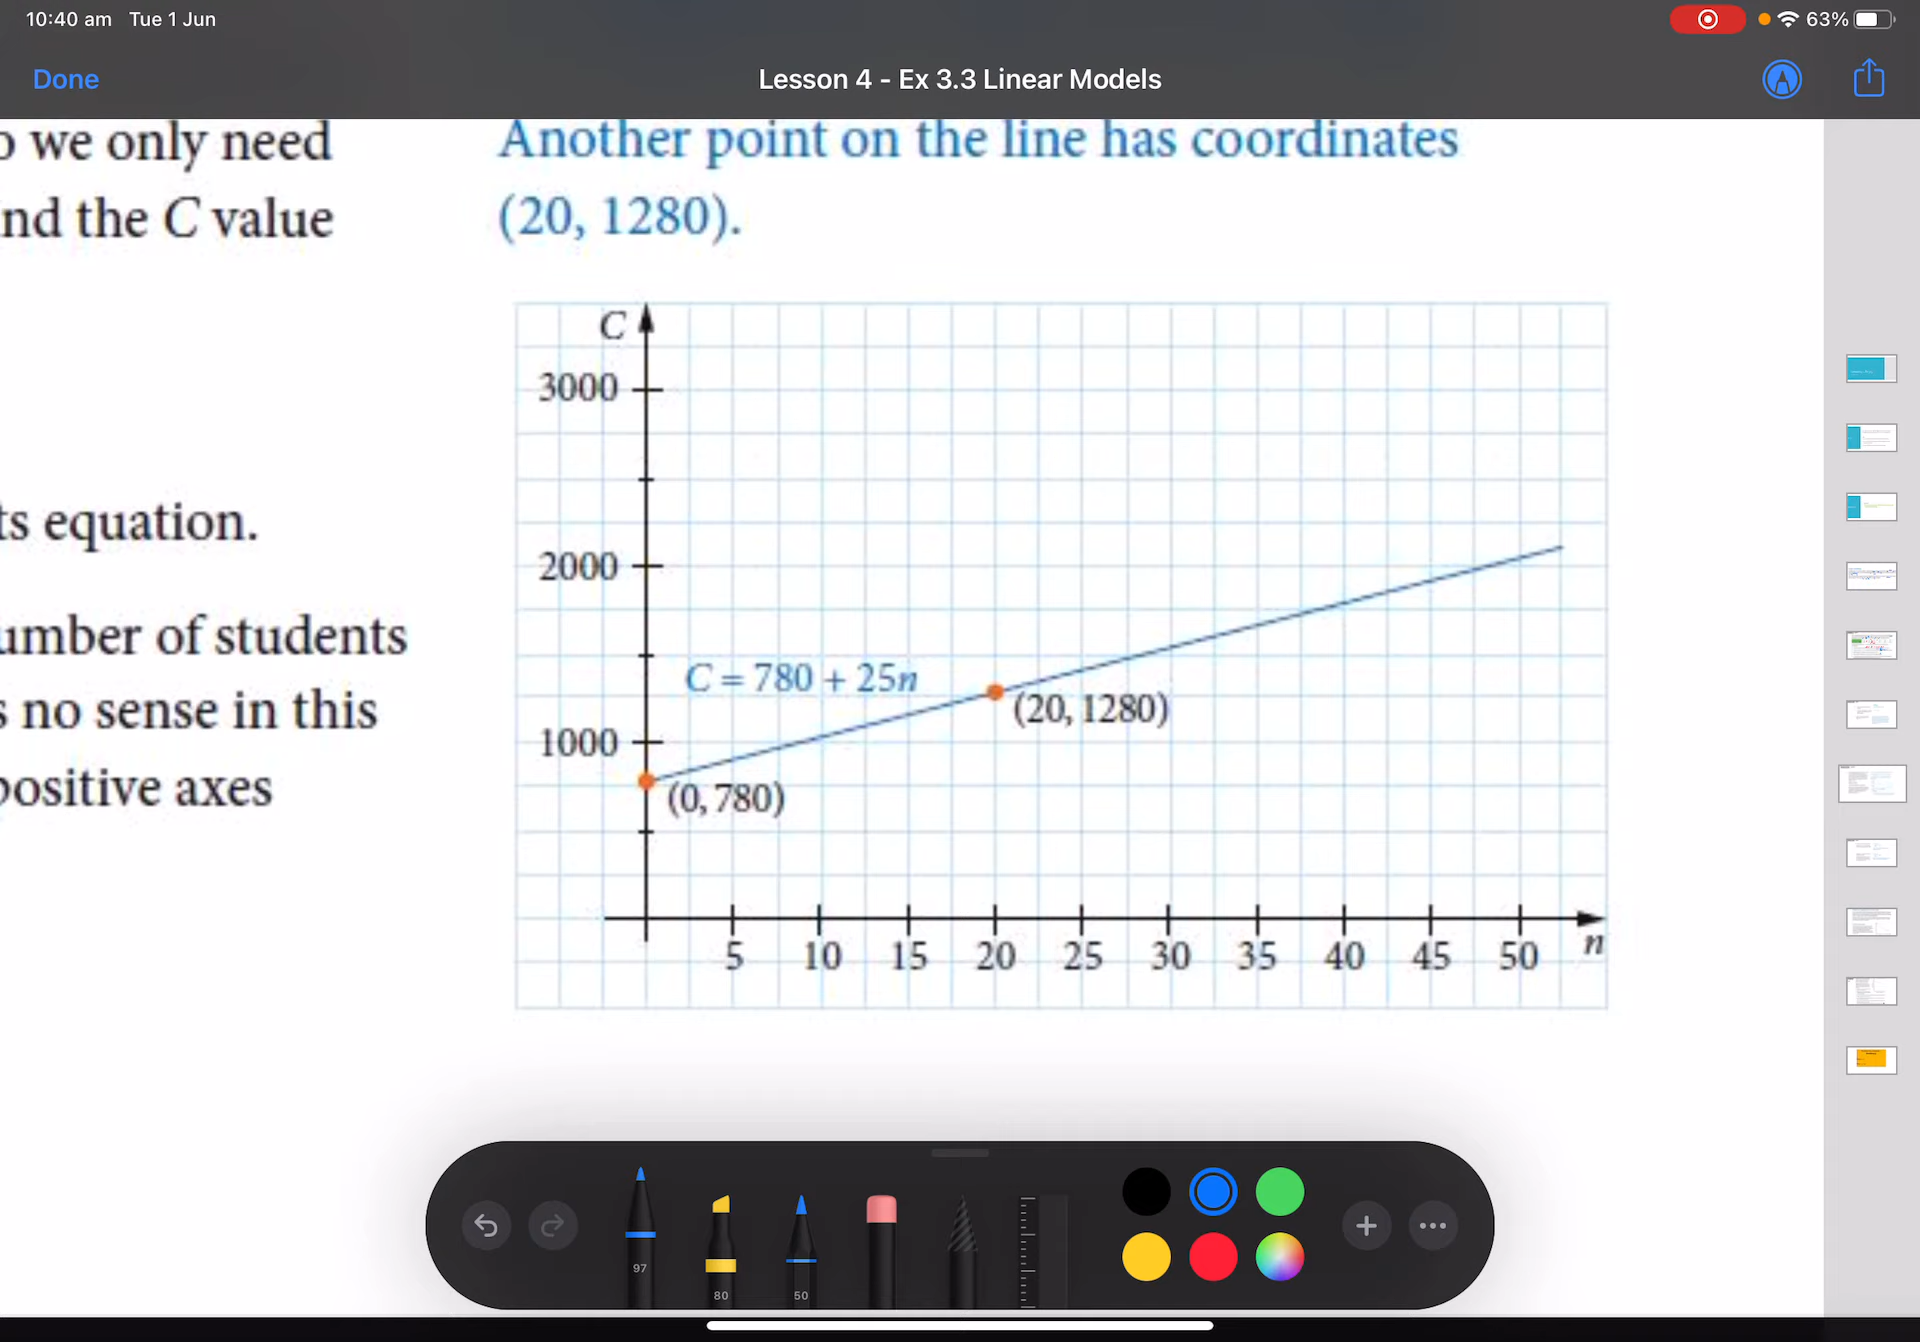 10:40 am Tue 1 Jun
63%
Done
Lesson 4 - Ex 3.3 Linear Models
we only need
nd the C value
ts equation.
umber of students
s no sense in this
positive axes
Another point on the line has coordinates
(20, 1280).
C
3000
2000
1000
C = 780 + 25n
(20, 1280)
(0, 780)
5 10 15 20 25 30 35 40 45 50
n
97
80
50